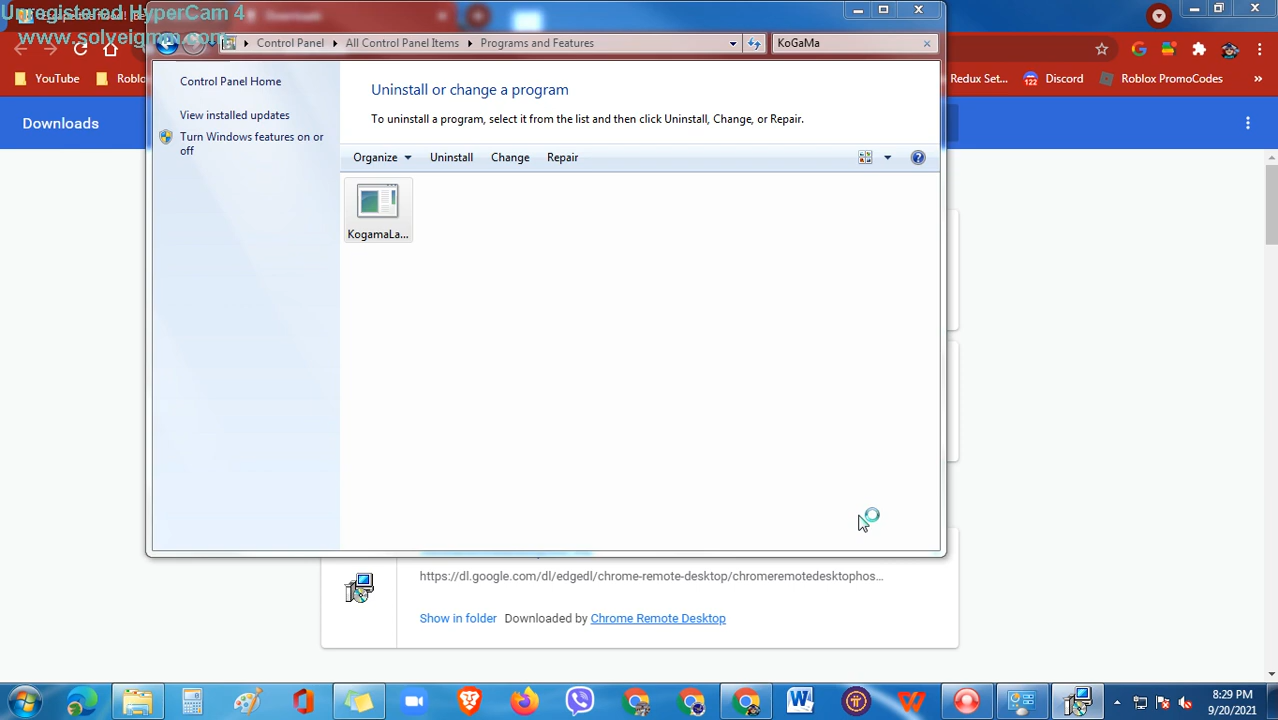 Unregistered HyperCam 4
www.solveigmm.com
Downloads
Control Panel
All Control Panel Items
Programs and Features
KoGaMa
YouTube
Redux Set...
Discord
Roblox PromoCodes
»
Downloads
Control Panel Home
View installed updates
Turn Windows features on or
off
Uninstall or change a program
To uninstall a program, select it from the list and then click Uninstall, Change, or Repair.
Organize
Uninstall
Change
Repair
KogamaLa...
https://dl.google.com/dl/edgedl/chrome-remote-desktop/chromeremotedesktophos...
Show in folder
Downloaded by Chrome Remote Desktop
8:29 PM
9/20/2021